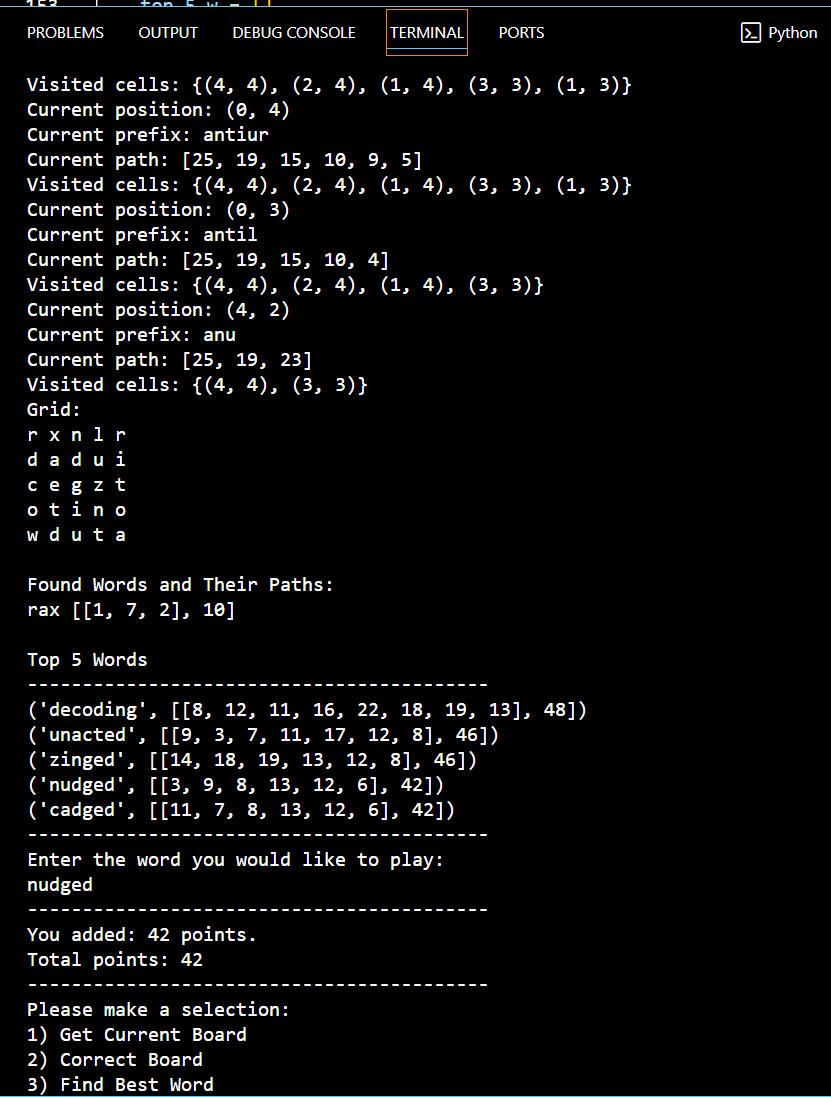 153 top_5_w = []
PROBLEMS OUTPUT DEBUG CONSOLE TERMINAL PORTS Python
Visited cells: {(4, 4), (2, 4), (1, 4), (3, 3), (1, 3)}
Current position: (0, 4)
Current prefix: antiur
Current path: [25, 19, 15, 10, 9, 5]
Visited cells: {(4, 4), (2, 4), (1, 4), (3, 3), (1, 3)}
Current position: (0, 3)
Current prefix: antil
Current path: [25, 19, 15, 10, 4]
Visited cells: {(4, 4), (2, 4), (1, 4), (3, 3)}
Current position: (4, 2)
Current prefix: anu
Current path: [25, 19, 23]
Visited cells: {(4, 4), (3, 3)}
Grid:
r x n l r
d a d u i
c e g z t
o t i n o
w d u t a
Found Words and Their Paths:
rax [[1, 7, 2], 10]
Top 5 Words
------------------------------------------
('decoding', [[8, 12, 11, 16, 22, 18, 19, 13], 48])
('unacted', [[9, 3, 7, 11, 17, 12, 8], 46])
('zinged', [[14, 18, 19, 13, 12, 8], 46])
('nudged', [[3, 9, 8, 13, 12, 6], 42])
('cadged', [[11, 7, 8, 13, 12, 6], 42])
------------------------------------------
Enter the word you would like to play:
nudged
------------------------------------------
You added: 42 points.
Total points: 42
------------------------------------------
Please make a selection:
1) Get Current Board
2) Correct Board
3) Find Best Word